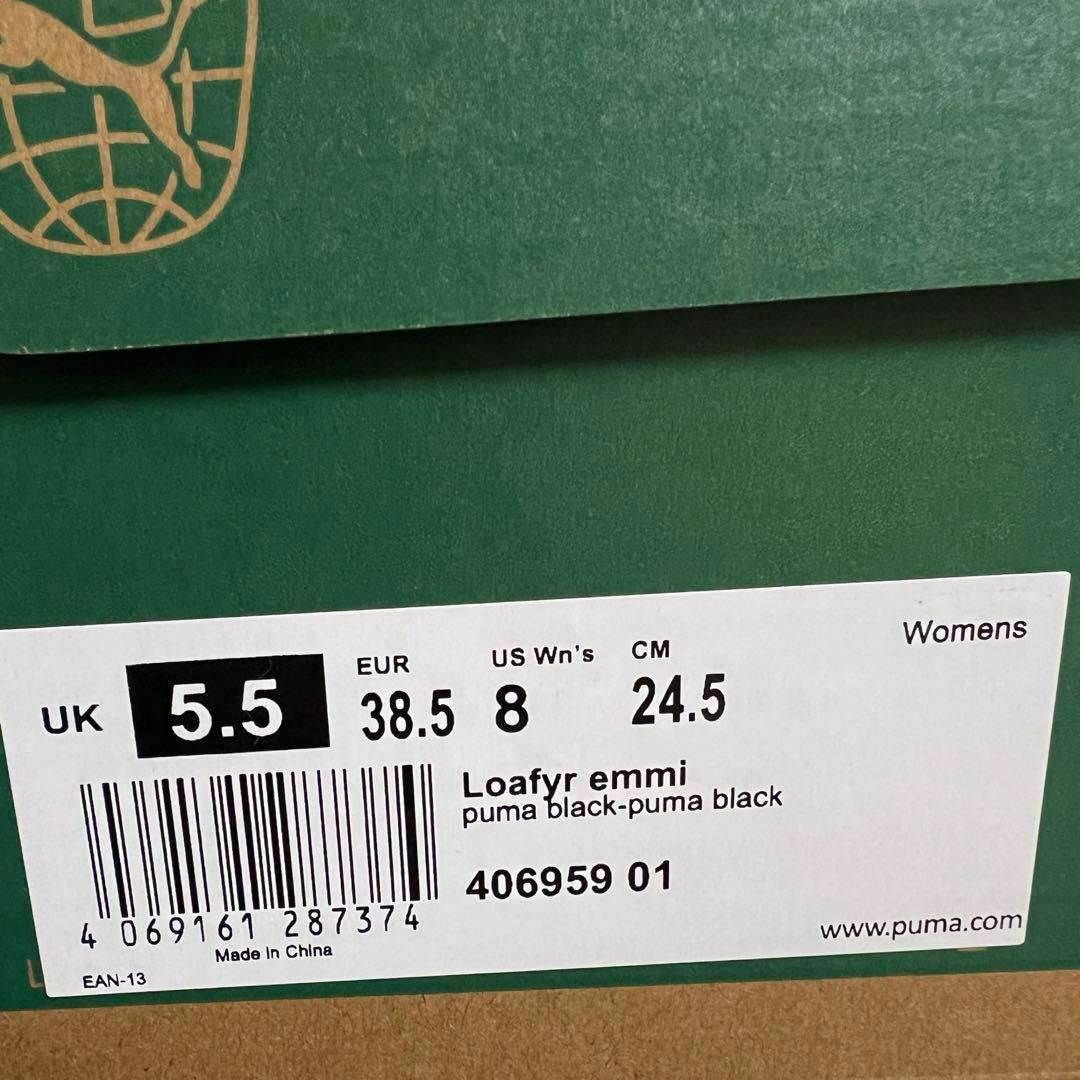 Womens
UK 5.5 EUR 38.5 US Wn's 8 CM 24.5
Loafyr emmi
puma black-puma black
406959 01
4 069161 287374
Made in China
EAN-13
www.puma.com